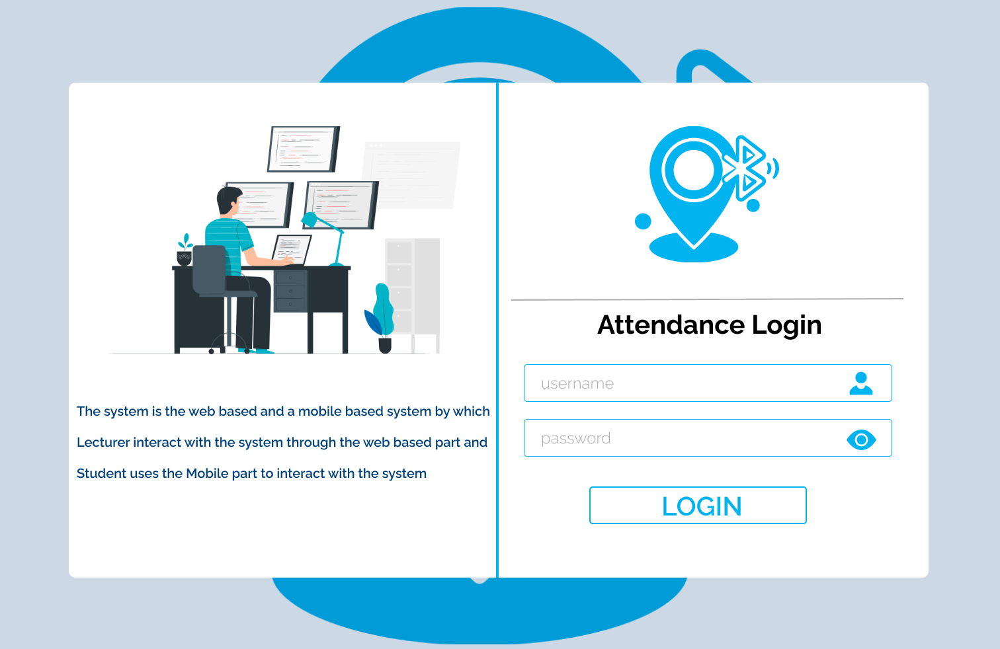 The system is the web based and a mobile based system by which
Lecturer interact with the system through the web based part and
Student uses the Mobile part to interact with the system
Attendance Login
username
password
LOGIN